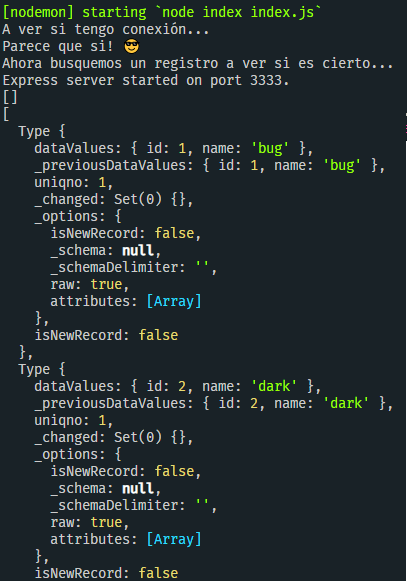 [nodemon] starting `node index index.js`
A ver si tengo conexión...
Parece que si! 😎
Ahora busquemos un registro a ver si es cierto...
Express server started on port 3333.
[]
[
  Type {
    dataValues: { id: 1, name: 'bug' },
    _previousDataValues: { id: 1, name: 'bug' },
    uniqno: 1,
    _changed: Set(0) {},
    _options: {
      isNewRecord: false,
      _schema: null,
      _schemaDelimiter: '',
      raw: true,
      attributes: [Array]
    },
    isNewRecord: false
  },
  Type {
    dataValues: { id: 2, name: 'dark' },
    _previousDataValues: { id: 2, name: 'dark' },
    uniqno: 1,
    _changed: Set(0) {},
    _options: {
      isNewRecord: false,
      _schema: null,
      _schemaDelimiter: '',
      raw: true,
      attributes: [Array]
    },
    isNewRecord: false